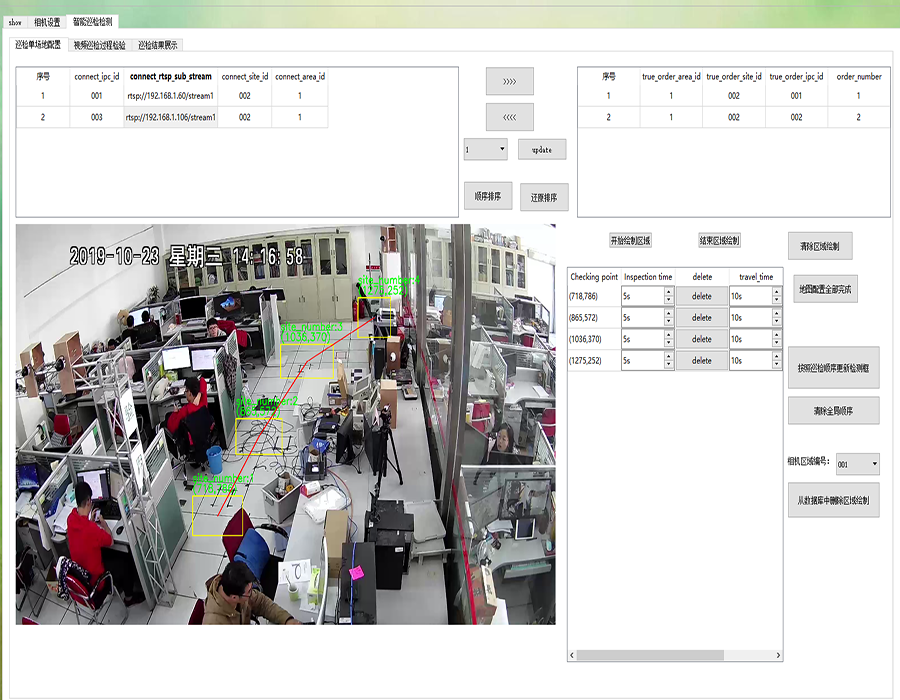 show 相机设置 智能巡检检测
巡检单场地配置 视频巡检过程检验 巡检结果展示
序号 connect_ipc_id connect_rtsp_sub_stream connect_site_id connect_area_id
1 001 rtsp://192.168.1.60/stream1 002 1
2 003 rtsp://192.168.1.106/stream1 002 1
>>>>
<<<<
1 update
顺序排序 还原排序
序号 true_order_area_id true_order_site_id true_order_ipc_id order_number
1 1 002 001 1
2 1 002 002 2
2019-10-23 星期三 14:16:58
site_number:4
(1275,252)
site_number:3
(1036,370)
site_number:2
(865,572)
site_number:1
开始绘制区域 结束区域绘制
清除区域绘制
Checking point Inspection time delete travel_time
(718,786) 5s delete 10s
(865,572) 5s delete 10s
(1036,370) 5s delete 10s
(1275,252) 5s delete 10s
地图配置全部完成
按照巡检顺序更新检测框
清除全局顺序
相机区域编号: 001
从数据库中删除区域绘制